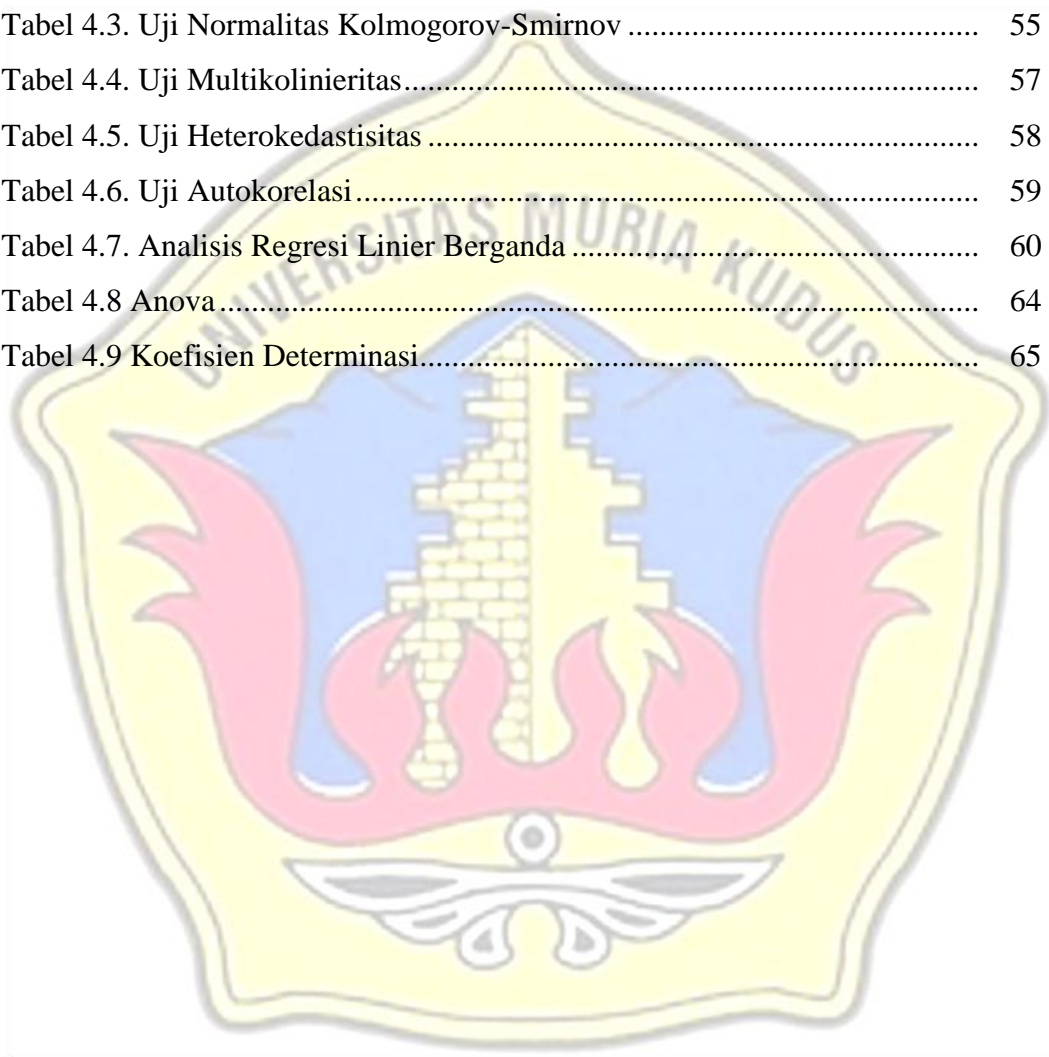 Tabel 4.3. Uji Normalitas Kolmogorov-Smirnov .......................................... 55
Tabel 4.4. Uji Multikolinieritas........................................................................ 57
Tabel 4.5. Uji Heterokedastisitas ..................................................................... 58
Tabel 4.6. Uji Autokorelasi.............................................................................. 59
Tabel 4.7. Analisis Regresi Linier Berganda ................................................... 60
Tabel 4.8 Anova ............................................................................................... 64
Tabel 4.9 Koefisien Determinasi...................................................................... 65
UNIVERSITAS MURIA KUDUS